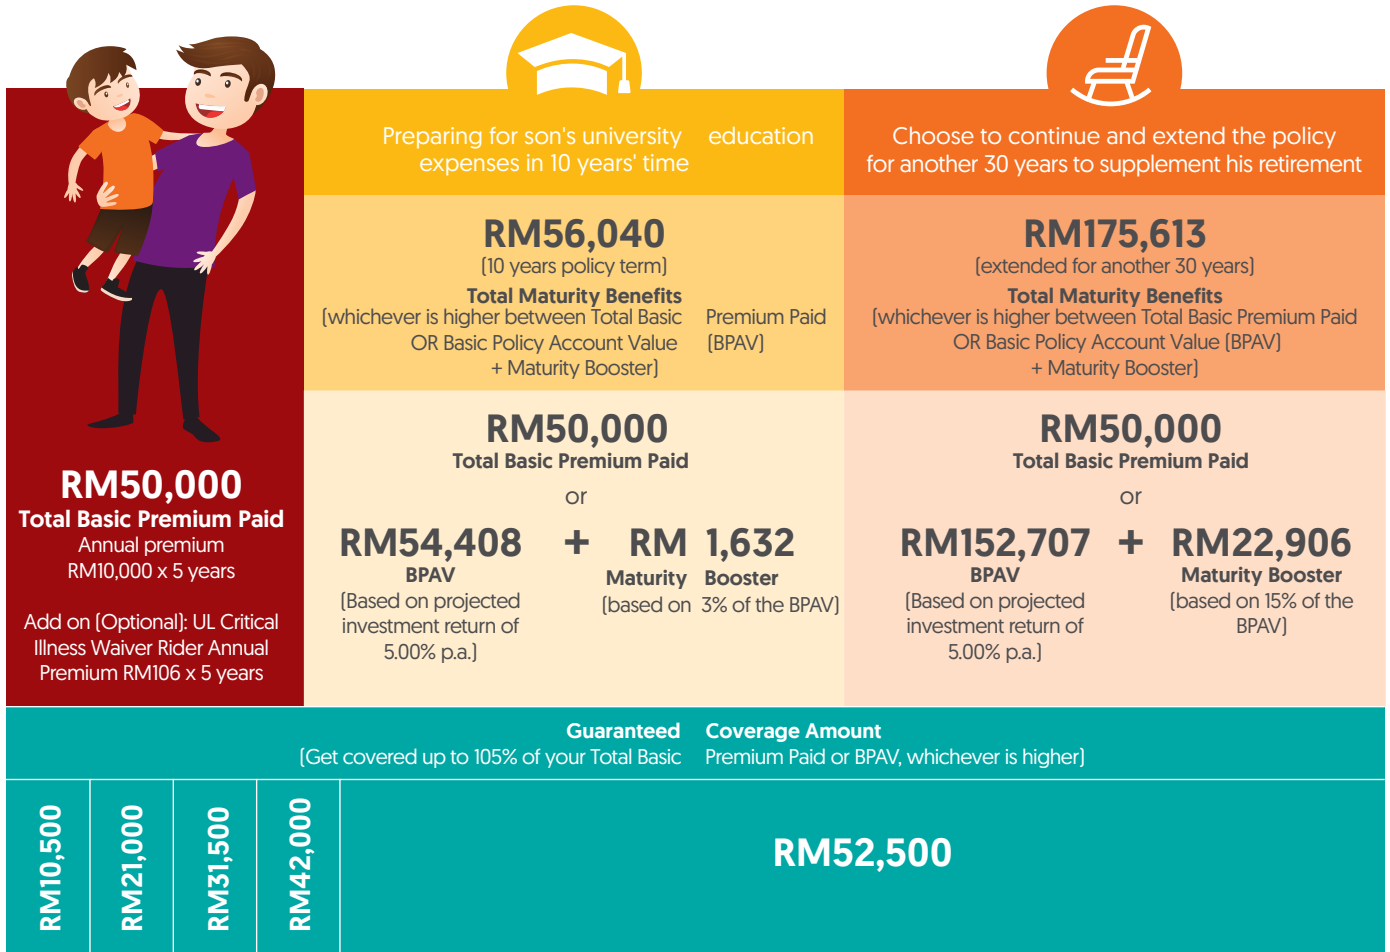 Preparing for son's university education
expenses in 10 years' time
Choose to continue and extend the policy
for another 30 years to supplement his retirement
RM50,000
Total Basic Premium Paid
Annual premium
RM10,000 x 5 years
Add on (Optional): UL Critical
Illness Waiver Rider Annual
Premium RM106 x 5 years
RM56,040
(10 years policy term)
Total Maturity Benefits
(whichever is higher between Total Basic Premium Paid
OR Basic Policy Account Value (BPAV)
+ Maturity Booster)
RM50,000
Total Basic Premium Paid
or
RM54,408 + RM 1,632
BPAV
(Based on projected
investment return of
5.00% p.a.)
Maturity Booster
(based on 3% of the BPAV)
RM175,613
(extended for another 30 years)
Total Maturity Benefits
(whichever is higher between Total Basic Premium Paid
OR Basic Policy Account Value (BPAV)
+ Maturity Booster)
RM50,000
Total Basic Premium Paid
or
RM152,707 + RM22,906
BPAV
(Based on projected
investment return of
5.00% p.a.)
Maturity Booster
(based on 15% of the
BPAV)
Guaranteed Coverage Amount
(Get covered up to 105% of your Total Basic Premium Paid or BPAV, whichever is higher)
RM10,500
RM21,000
RM31,500
RM42,000
RM52,500